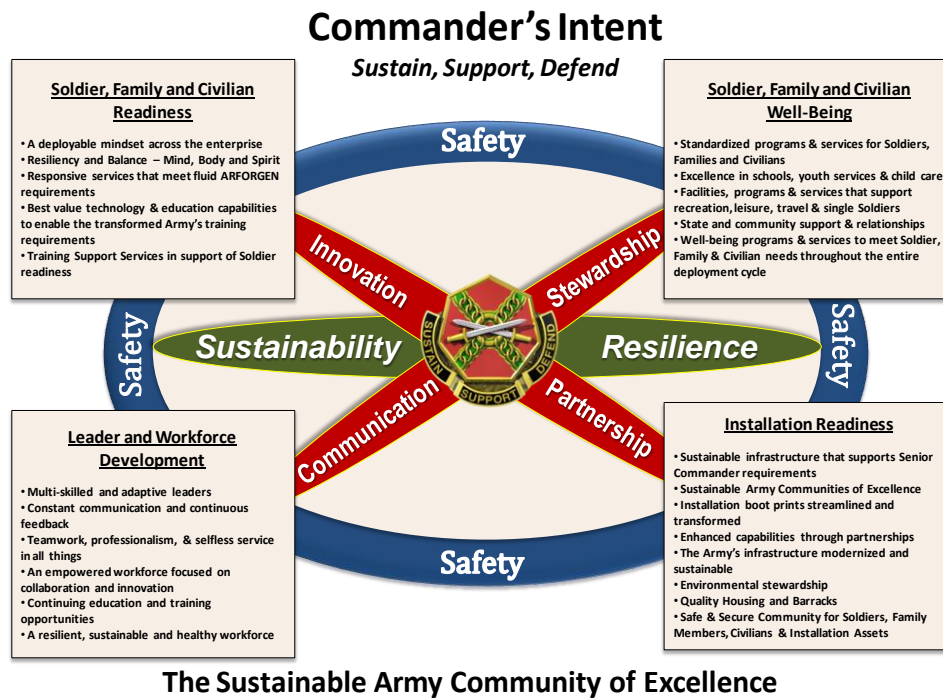 Commander's Intent
Sustain, Support, Defend
Soldier, Family and Civilian
Readiness
• A deployable mindset across the enterprise
• Resiliency and Balance – Mind, Body and Spirit
• Responsive services that meet fluid ARFORGEN
requirements
• Best value technology & education capabilities
to enable the transformed Army's training
requirements
• Training Support Services in support of Soldier
readiness
Soldier, Family and Civilian
Well-Being
• Standardized programs & services for Soldiers,
Families and Civilians
• Excellence in schools, youth services & child care
• Facilities, programs & services that support
recreation, leisure, travel & single Soldiers
• State and community support & relationships
• Well-being programs & services to meet Soldier,
Family & Civilian needs throughout the entire
deployment cycle
Safety
Innovation
Stewardship
Safety
Sustainability
SUSTAIN
SUPPORT
DEFEND
Resilience
Safety
Communication
Partnership
Leader and Workforce
Development
• Multi-skilled and adaptive leaders
• Constant communication and continuous
feedback
• Teamwork, professionalism, & selfless service
in all things
• An empowered workforce focused on
collaboration and innovation
• Continuing education and training
opportunities
• A resilient, sustainable and healthy workforce
Installation Readiness
• Sustainable infrastructure that supports Senior
Commander requirements
• Sustainable Army Communities of Excellence
• Installation boot prints streamlined and
transformed
• Enhanced capabilities through partnerships
• The Army's infrastructure modernized and
sustainable
• Environmental stewardship
• Quality Housing and Barracks
• Safe & Secure Community for Soldiers, Family
Members, Civilians & Installation Assets
Safety
The Sustainable Army Community of Excellence